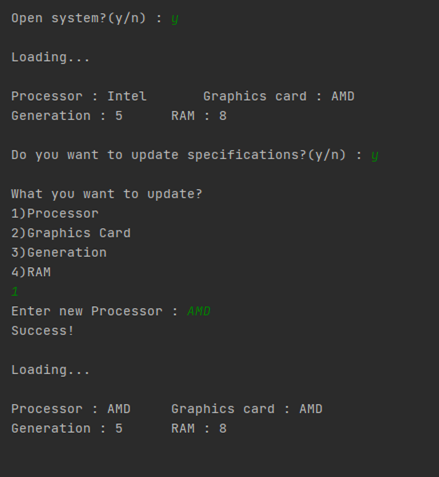 Open system?(y/n) : y
Loading...
Processor : Intel       Graphics card : AMD
Generation : 5      RAM : 8
Do you want to update specifications?(y/n) : y
What you want to update?
1)Processor
2)Graphics Card
3)Generation
4)RAM
1
Enter new Processor : AMD
Success!
Loading...
Processor : AMD     Graphics card : AMD
Generation : 5      RAM : 8